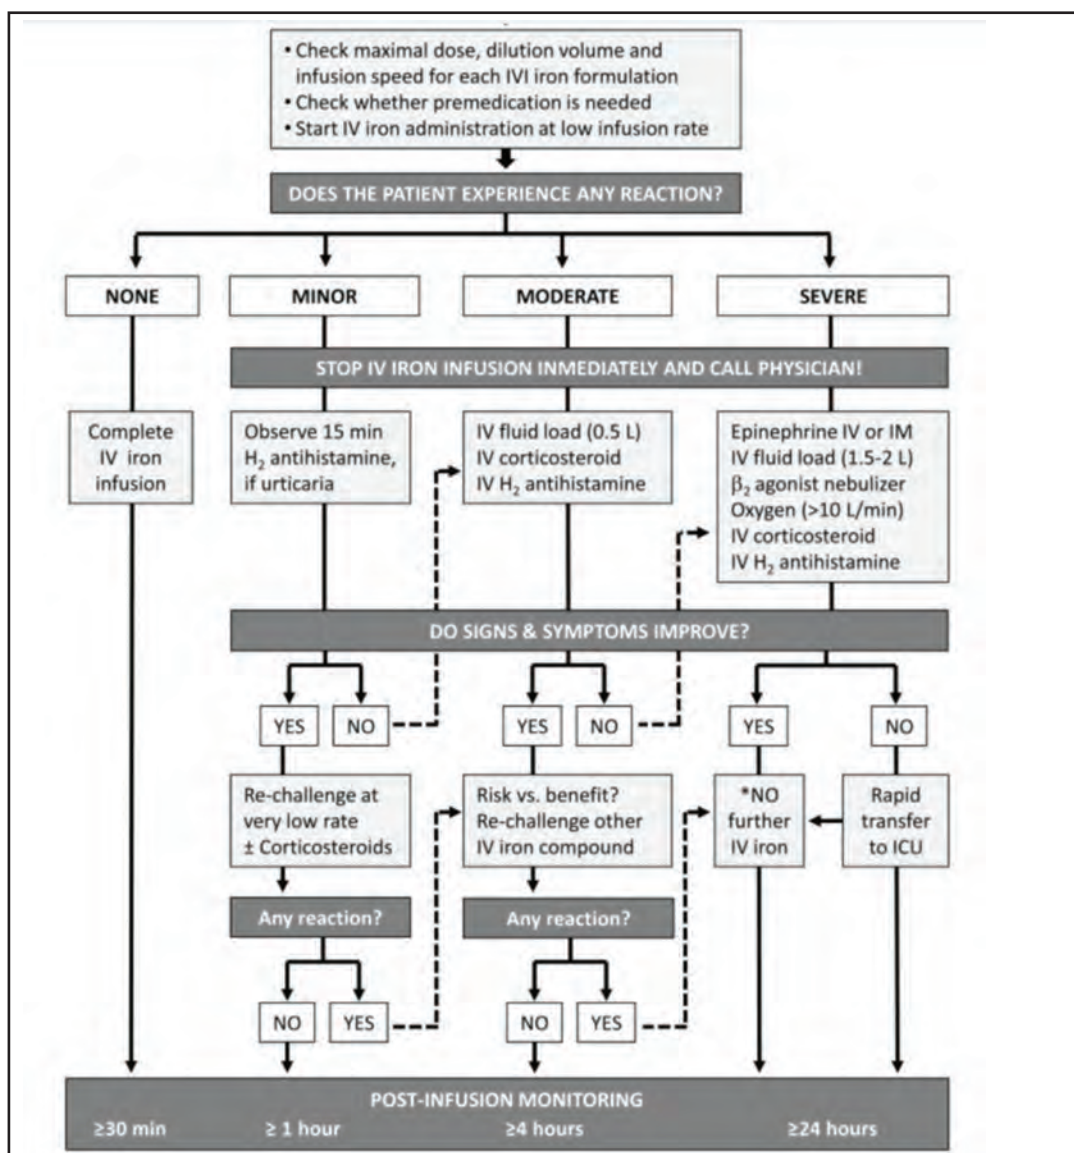 • Check maximal dose, dilution volume and
infusion speed for each IVI iron formulation
• Check whether premedication is needed
• Start IV iron administration at low infusion rate
DOES THE PATIENT EXPERIENCE ANY REACTION?
NONE
MINOR
MODERATE
SEVERE
STOP IV IRON INFUSION INMEDIATELY AND CALL PHYSICIAN!
Complete
IV iron
infusion
Observe 15 min
H₂ antihistamine,
if urticaria
IV fluid load (0.5 L)
IV corticosteroid
IV H₂ antihistamine
Epinephrine IV or IM
IV fluid load (1.5-2 L)
β₂ agonist nebulizer
Oxygen (>10 L/min)
IV corticosteroid
IV H₂ antihistamine
DO SIGNS & SYMPTOMS IMPROVE?
YES
NO
YES
NO
YES
NO
Re-challenge at
very low rate
± Corticosteroids
Risk vs. benefit?
Re-challenge other
IV iron compound
*NO
further
IV iron
Rapid
transfer
to ICU
Any reaction?
Any reaction?
NO
YES
NO
YES
POST-INFUSION MONITORING
≥30 min
≥ 1 hour
≥4 hours
≥24 hours